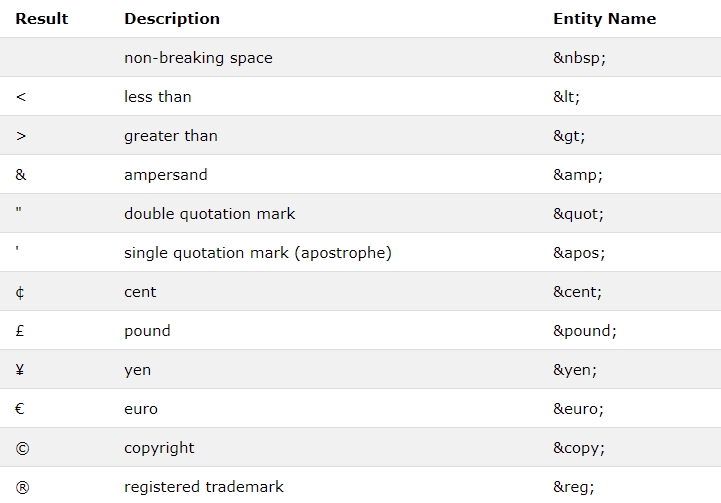 Result Description Entity Name
non-breaking space &nbsp;
< less than &lt;
> greater than &gt;
& ampersand &amp;
" double quotation mark &quot;
' single quotation mark (apostrophe) &apos;
¢ cent &cent;
£ pound &pound;
¥ yen &yen;
€ euro &euro;
© copyright &copy;
® registered trademark &reg;